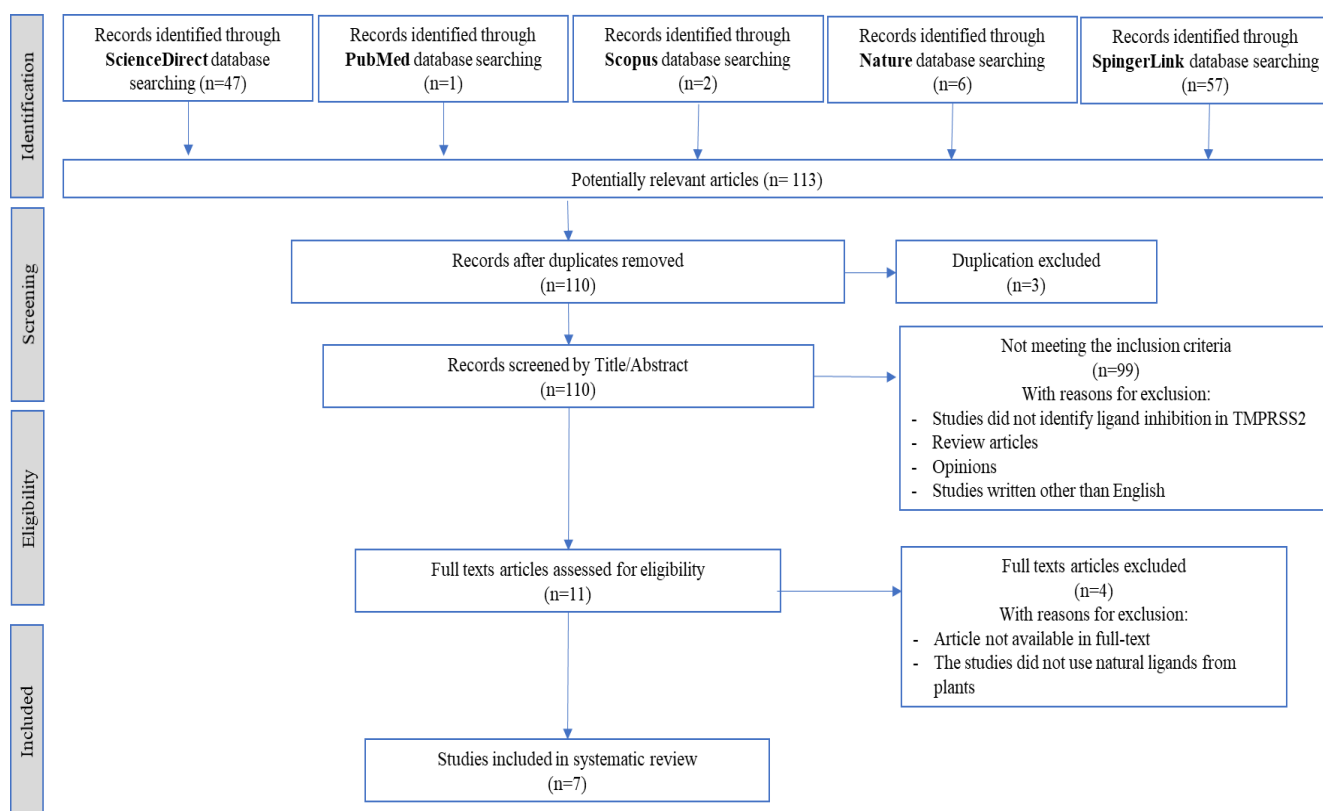 Identification
Records identified through
ScienceDirect database
searching (n=47)
Records identified through
PubMed database searching
(n=1)
Records identified through
Scopus database searching
(n=2)
Records identified through
Nature database searching
(n=6)
Records identified through
SpingerLink database searching
(n=57)
Potentially relevant articles (n= 113)
Screening
Records after duplicates removed
(n=110)
Duplication excluded
(n=3)
Records screened by Title/Abstract
(n=110)
Not meeting the inclusion criteria
(n=99)
With reasons for exclusion:
- Studies did not identify ligand inhibition in TMPRSS2
- Review articles
- Opinions
- Studies written other than English
Eligibility
Full texts articles assessed for eligibility
(n=11)
Full texts articles excluded
(n=4)
With reasons for exclusion:
- Article not available in full-text
- The studies did not use natural ligands from
plants
Included
Studies included in systematic review
(n=7)